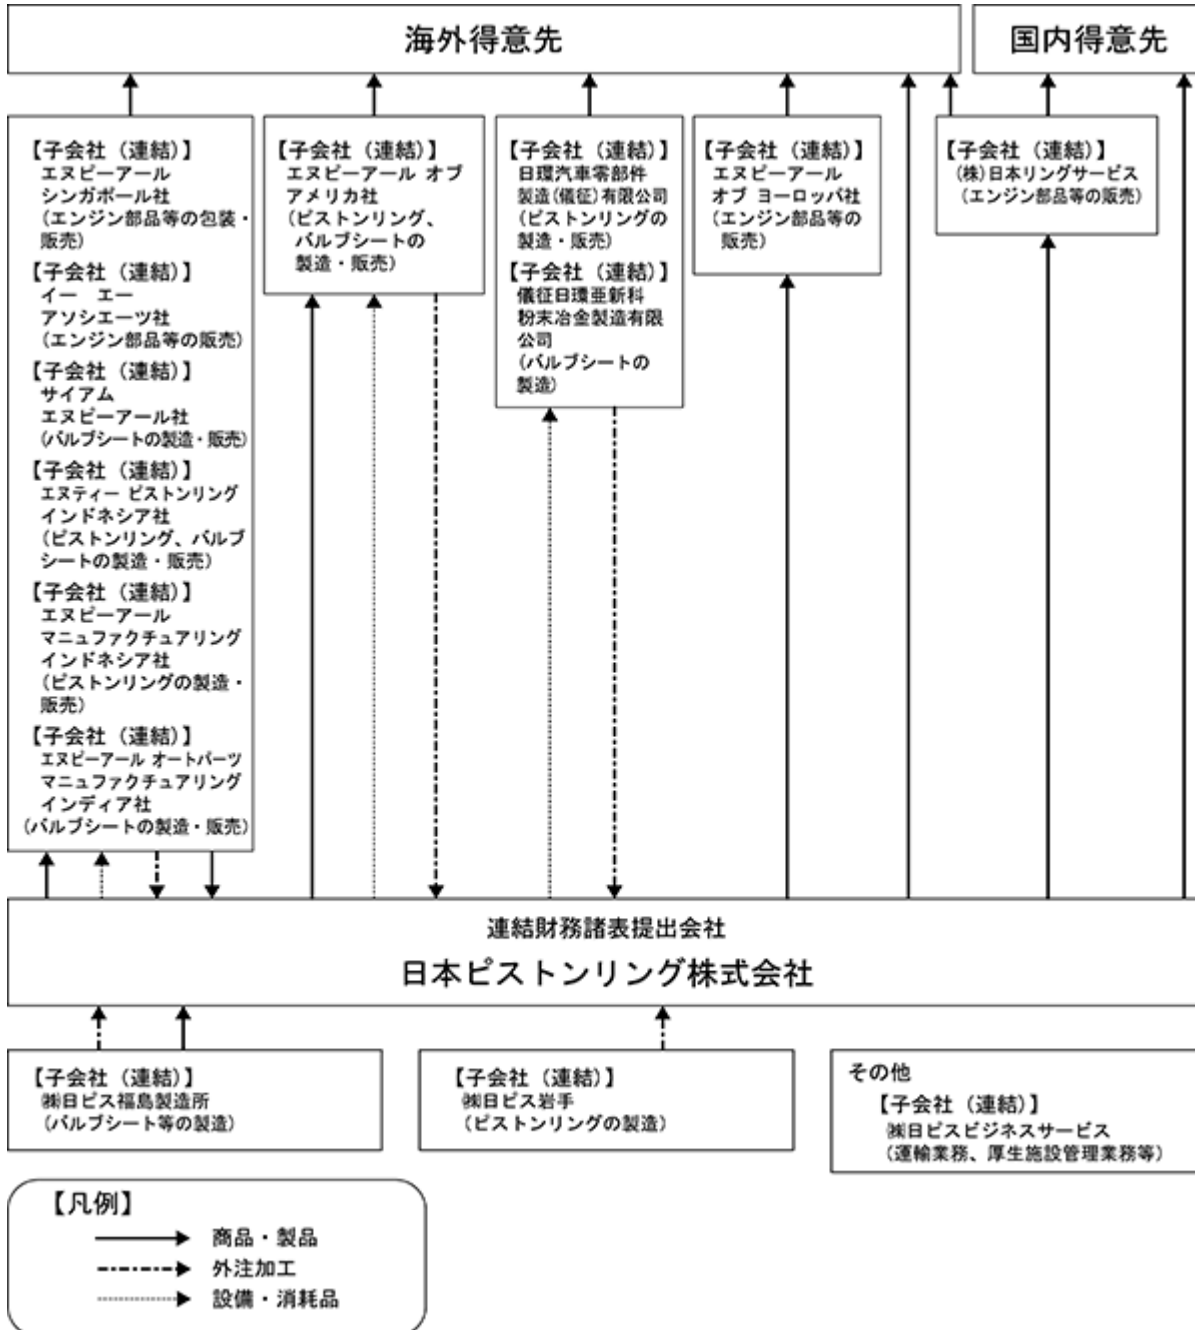 海外得意先
国内得意先
【子会社（連結）】
エヌピーアール
シンガポール社
(エンジン部品等の包装・
販売)
【子会社（連結）】
イー　エー
アソシエーツ社
(エンジン部品等の販売)
【子会社（連結）】
サイアム
エヌピーアール社
(バルブシートの製造・販売)
【子会社（連結）】
エヌティー ピストンリング
インドネシア社
(ピストンリング、バルブ
シートの製造・販売)
【子会社（連結）】
エヌピーアール
マニュファクチュアリング
インドネシア社
(ピストンリングの製造・
販売)
【子会社（連結）】
エヌピーアール オートパーツ
マニュファクチュアリング
インディア社
(バルブシートの製造・販売)
【子会社（連結）】
エヌピーアール オブ
アメリカ社
(ピストンリング、
バルブシートの
製造・販売)
【子会社（連結）】
日環汽車零部件
製造(儀征)有限公司
(ピストンリングの
製造・販売)
【子会社（連結）】
儀征日環亜新科
粉末冶金製造有限
公司
(バルブシートの
製造)
【子会社（連結）】
エヌピーアール
オブ ヨーロッパ社
(エンジン部品等の
販売)
【子会社（連結）】
(株)日本リングサービス
(エンジン部品等の販売)
連結財務諸表提出会社
日本ピストンリング株式会社
【子会社（連結）】
㈱日ピス福島製造所
(バルブシート等の製造)
【子会社（連結）】
㈱日ピス岩手
(ピストンリングの製造)
その他
【子会社（連結）】
㈱日ピスビジネスサービス
(運輸業務、厚生施設管理業務等)
【凡例】
商品・製品
外注加工
設備・消耗品